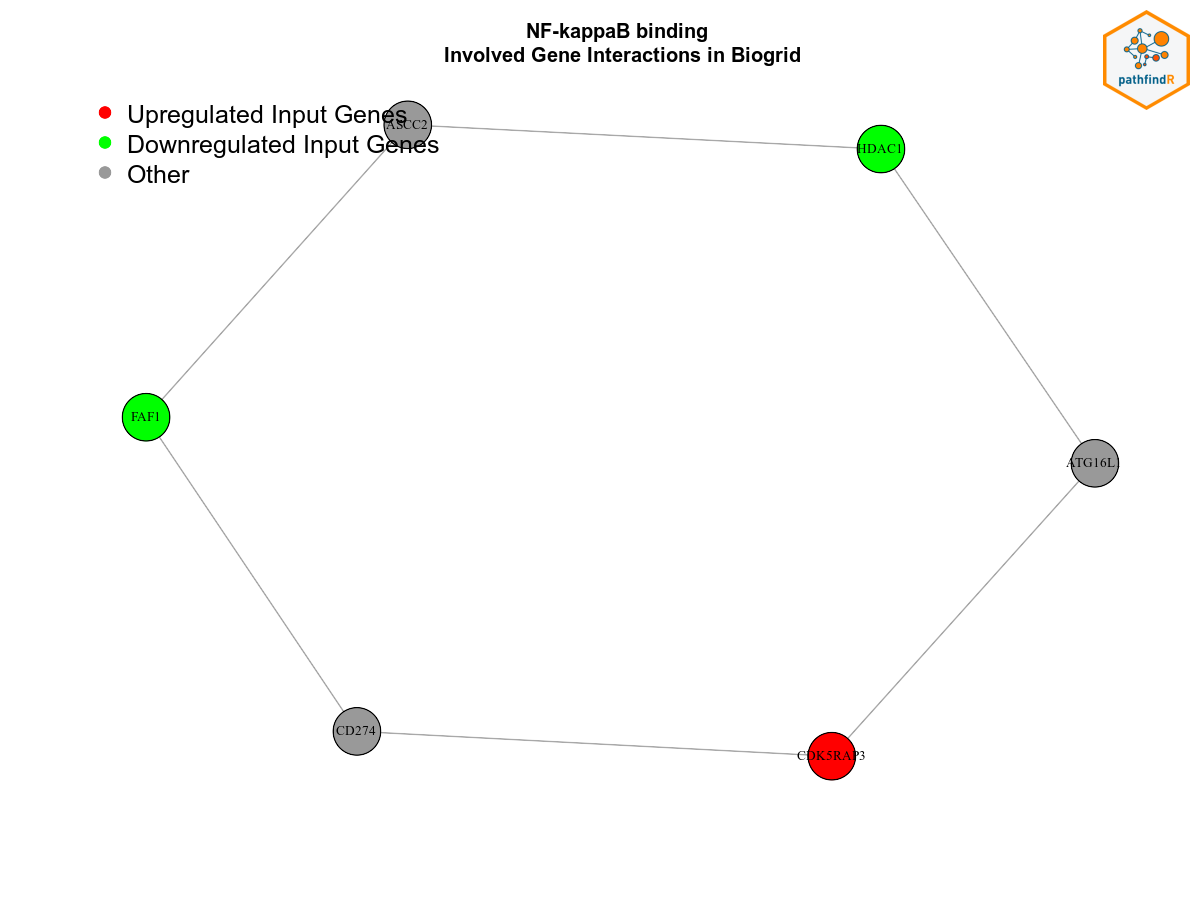 NF-kappaB binding
Involved Gene Interactions in Biogrid
pathfindR
Upregulated Input Genes
Downregulated Input Genes
Other
ASCC2
HDAC1
FAF1
ATG16L1
CD274
CDK5RAP3